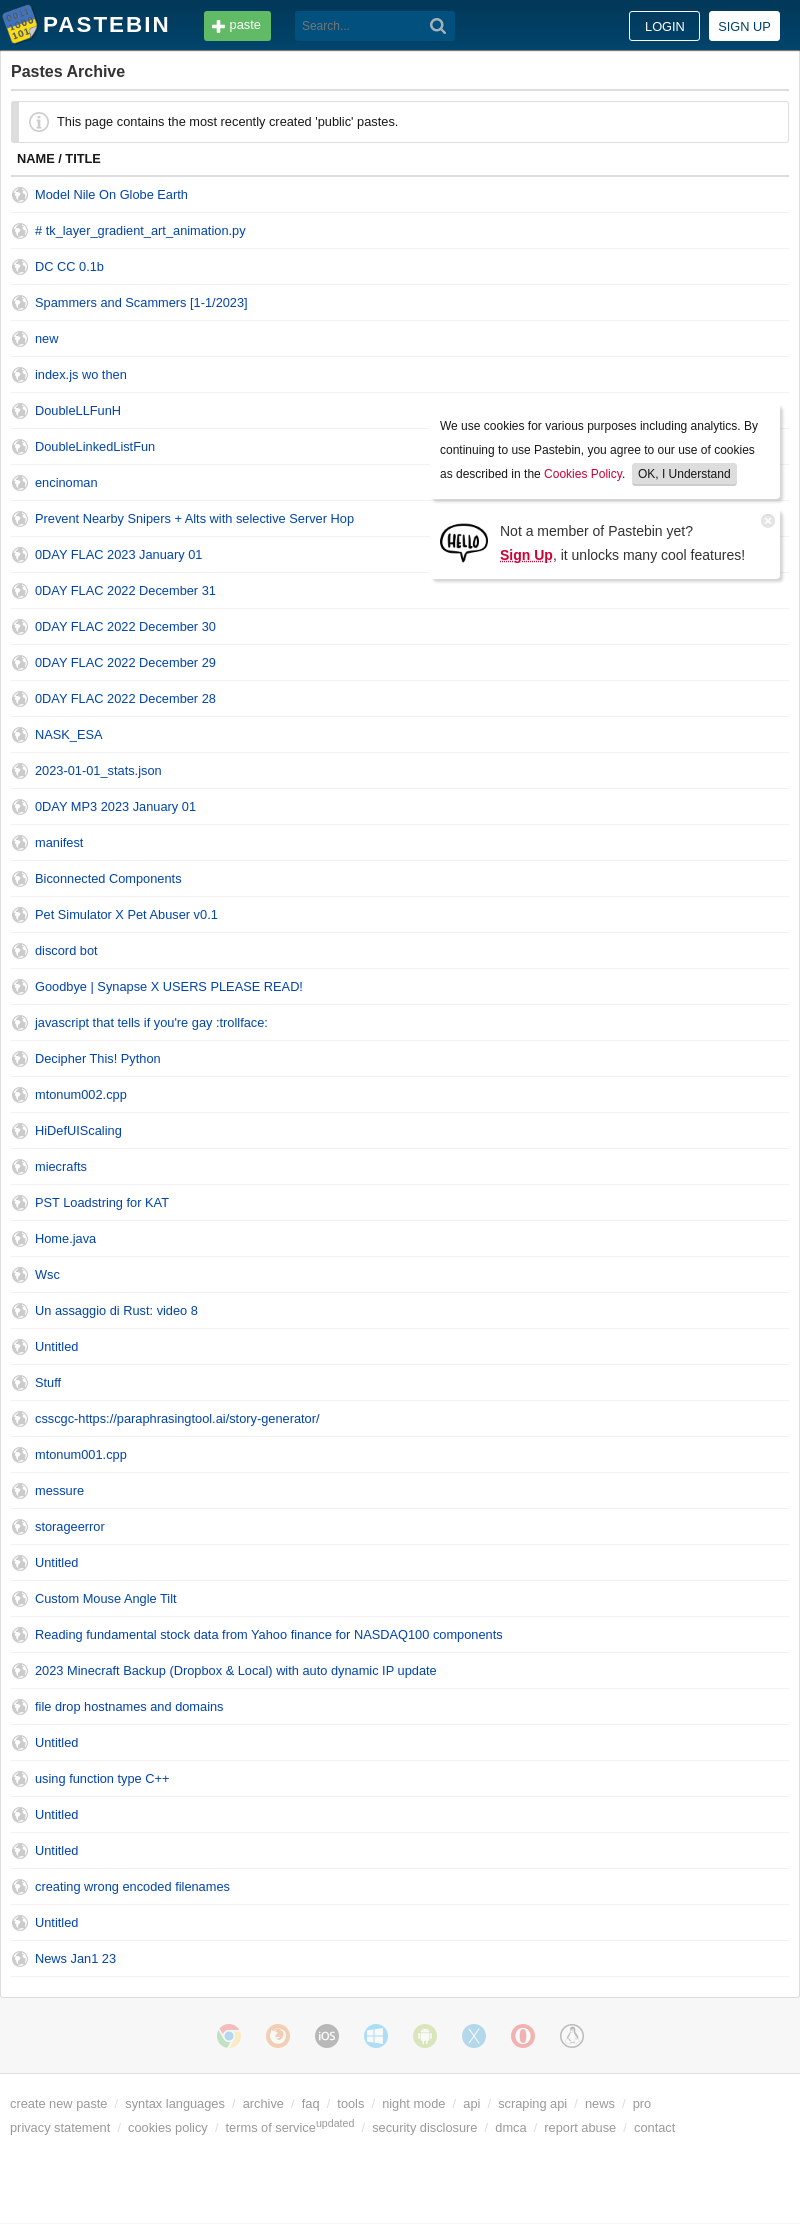 PASTEBIN
paste
Search...
LOGIN
SIGN UP
Pastes Archive
This page contains the most recently created 'public' pastes.
NAME / TITLE
Model Nile On Globe Earth
# tk_layer_gradient_art_animation.py
DC CC 0.1b
Spammers and Scammers [1-1/2023]
new
index.js wo then
DoubleLLFunH
DoubleLinkedListFun
encinoman
Prevent Nearby Snipers + Alts with selective Server Hop
0DAY FLAC 2023 January 01
0DAY FLAC 2022 December 31
0DAY FLAC 2022 December 30
0DAY FLAC 2022 December 29
0DAY FLAC 2022 December 28
NASK_ESA
2023-01-01_stats.json
0DAY MP3 2023 January 01
manifest
Biconnected Components
Pet Simulator X Pet Abuser v0.1
discord bot
Goodbye | Synapse X USERS PLEASE READ!
javascript that tells if you're gay :trollface:
Decipher This! Python
mtonum002.cpp
HiDefUIScaling
miecrafts
PST Loadstring for KAT
Home.java
Wsc
Un assaggio di Rust: video 8
Untitled
Stuff
csscgc-https://paraphrasingtool.ai/story-generator/
mtonum001.cpp
messure
storageerror
Untitled
Custom Mouse Angle Tilt
Reading fundamental stock data from Yahoo finance for NASDAQ100 components
2023 Minecraft Backup (Dropbox & Local) with auto dynamic IP update
file drop hostnames and domains
Untitled
using function type C++
Untitled
Untitled
creating wrong encoded filenames
Untitled
News Jan1 23
We use cookies for various purposes including analytics. By
continuing to use Pastebin, you agree to our use of cookies
as described in the Cookies Policy. OK, I Understand
HELLO
Not a member of Pastebin yet?
Sign Up, it unlocks many cool features!
iOS
create new paste / syntax languages / archive / faq / tools / night mode / api / scraping api / news / pro
privacy statement / cookies policy / terms of serviceupdated / security disclosure / dmca / report abuse / contact